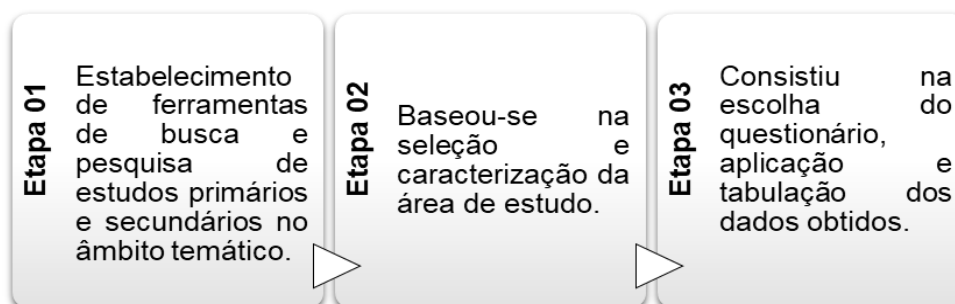 Etapa 01
Estabelecimento
de ferramentas
de busca e
pesquisa de
estudos primários
e secundários no
âmbito temático.
Etapa 02
Baseou-se na
seleção e
caracterização da
área de estudo.
Etapa 03
Consistiu na
escolha do
questionário,
aplicação e
tabulação dos
dados obtidos.